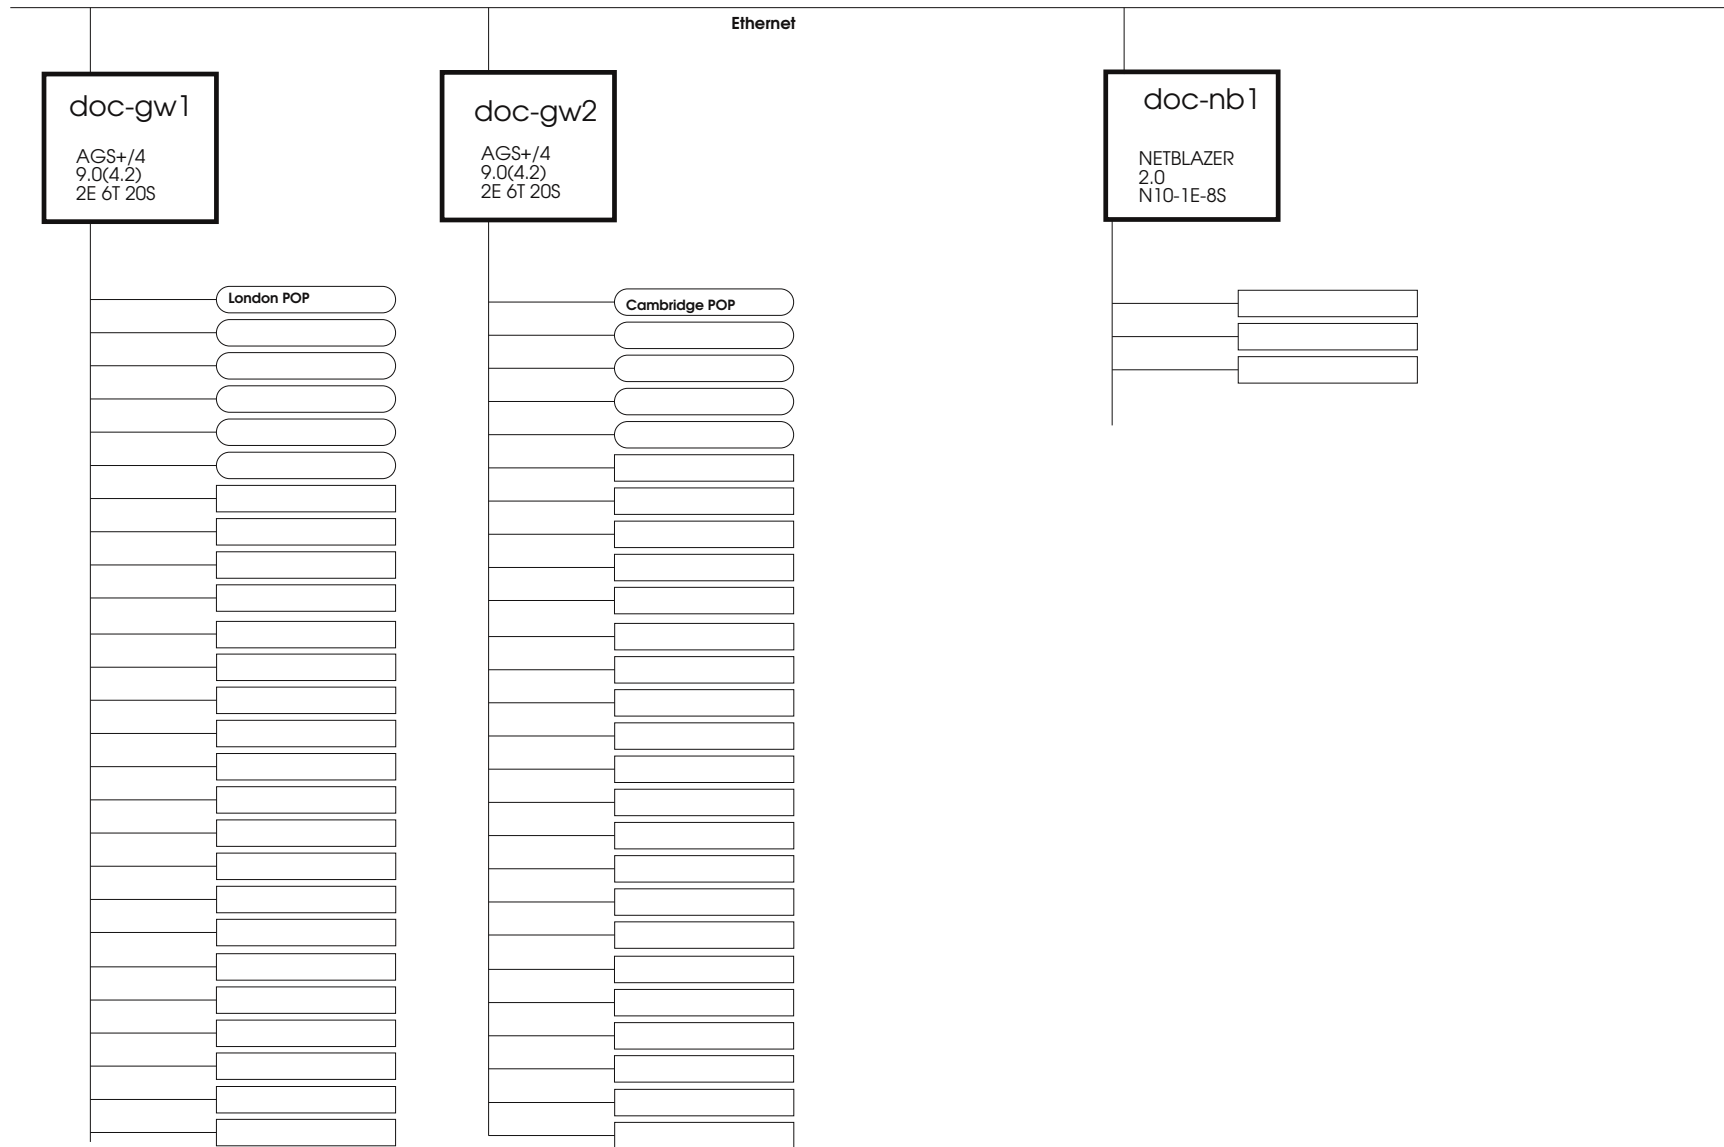 Ethernet
doc-gw1
AGS+/4
9.0(4.2)
2E 6T 20S
doc-gw2
AGS+/4
9.0(4.2)
2E 6T 20S
doc-nb1
NETBLAZER
2.0
N10-1E-8S
London POP
Cambridge POP